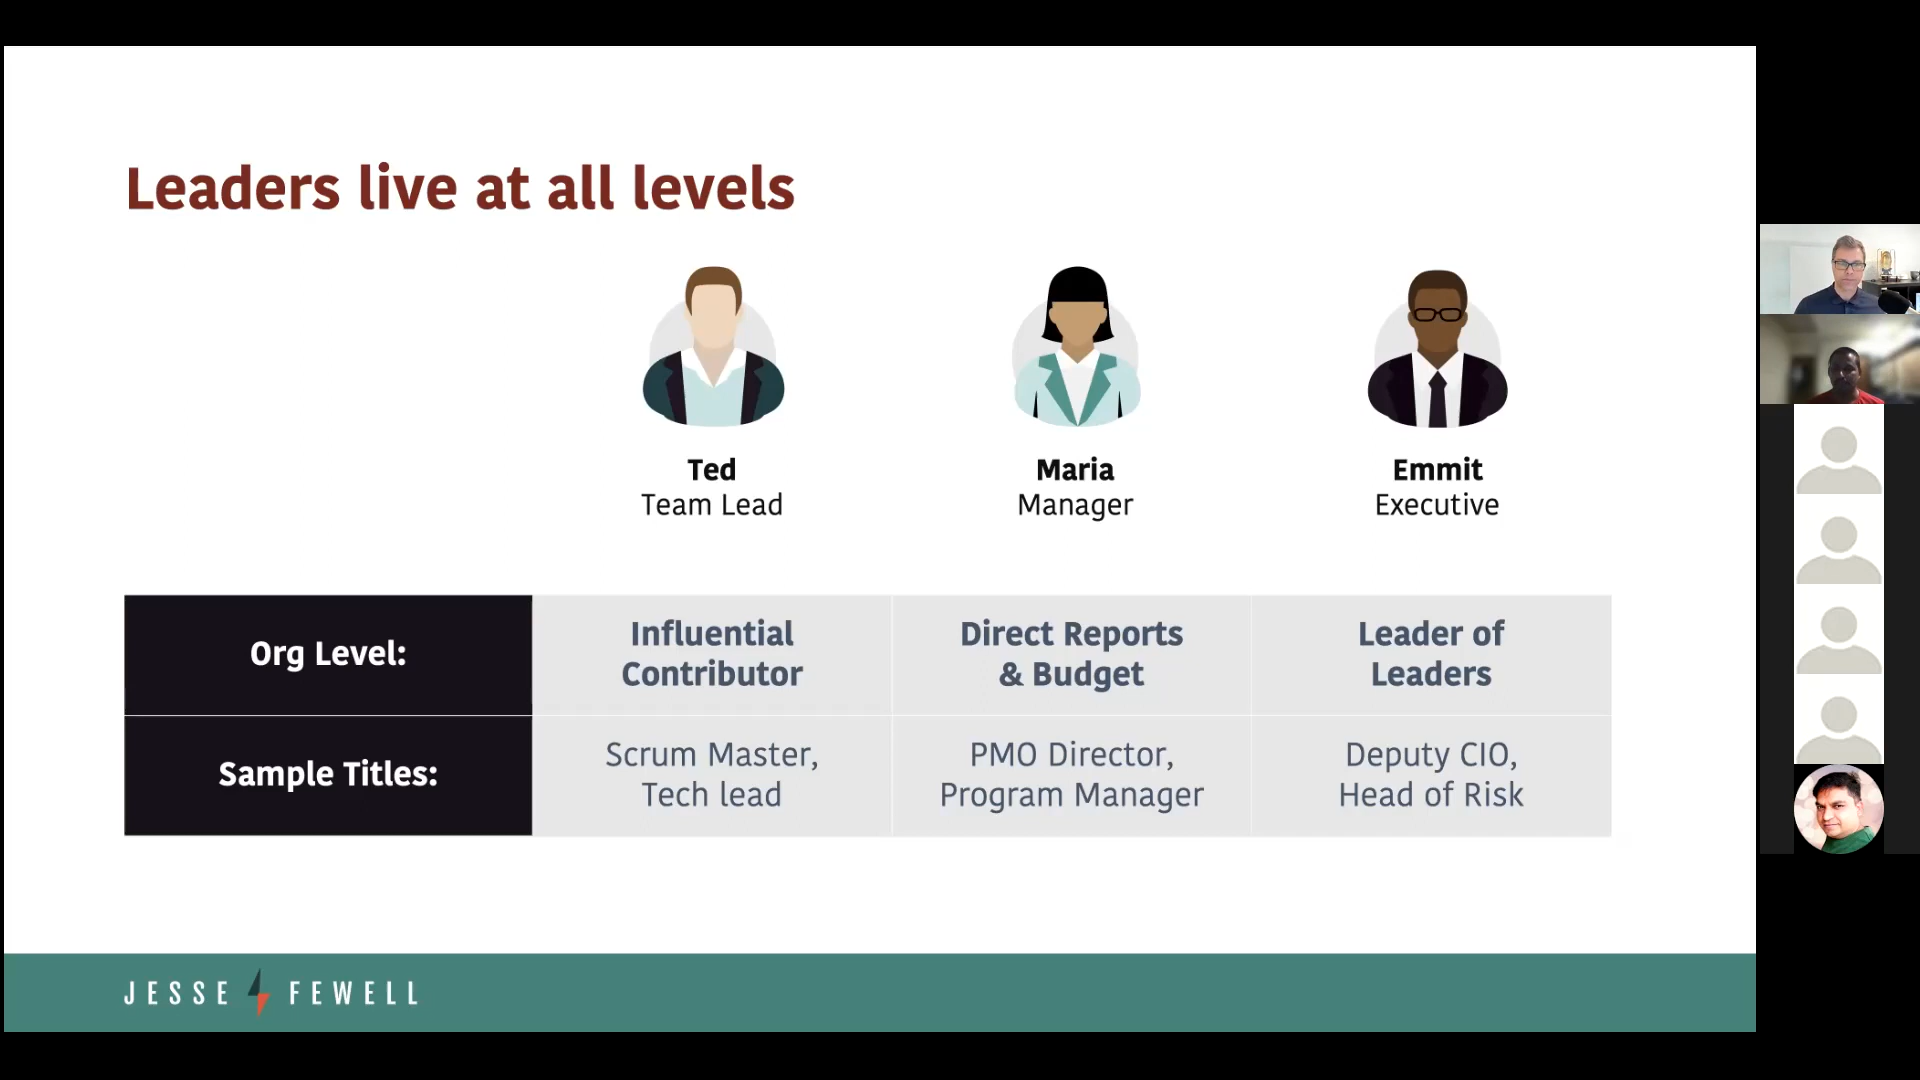 Leaders live at all levels
Ted
Team Lead
Maria
Manager
Emmit
Executive
Org Level:
Influential
Contributor
Direct Reports
& Budget
Leader of
Leaders
Sample Titles:
Scrum Master,
Tech lead
PMO Director,
Program Manager
Deputy CIO,
Head of Risk
JESSE FEWELL